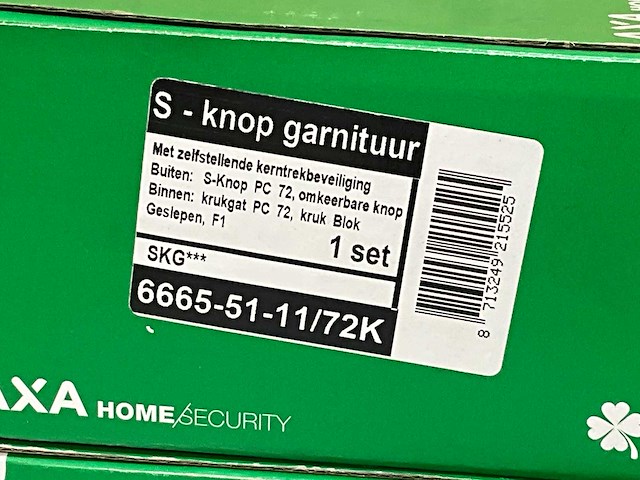 S - knop garnituur
Met zelfstellende kerntrekbeveiliging
Buiten: S-Knop PC 72, omkeerbare knop
Binnen: krukgat PC 72, kruk Blok
Geslepen, F1
1 set
SKG***
6665-51-11/72K
8 713249 215525
AXA HOME/SECURITY